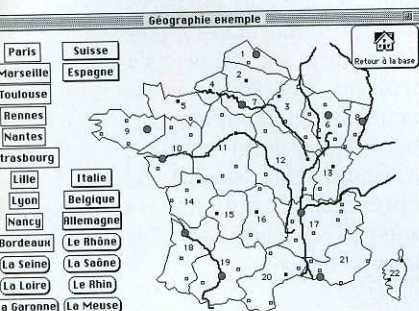 Géographie exemple
Retour à la base
Paris
Suisse
Marseille
Espagne
Toulouse
Rennes
Nantes
trasbourg
Lille
Italie
Lyon
Belgique
Nancy
Allemagne
Bordeaux
Le Rhône
La Seine
La Saône
La Loire
Le Rhin
a Garonne
La Meuse
1
2
3
4
5
6
7
8
9
10
11
12
13
14
15
16
17
18
19
20
21
22